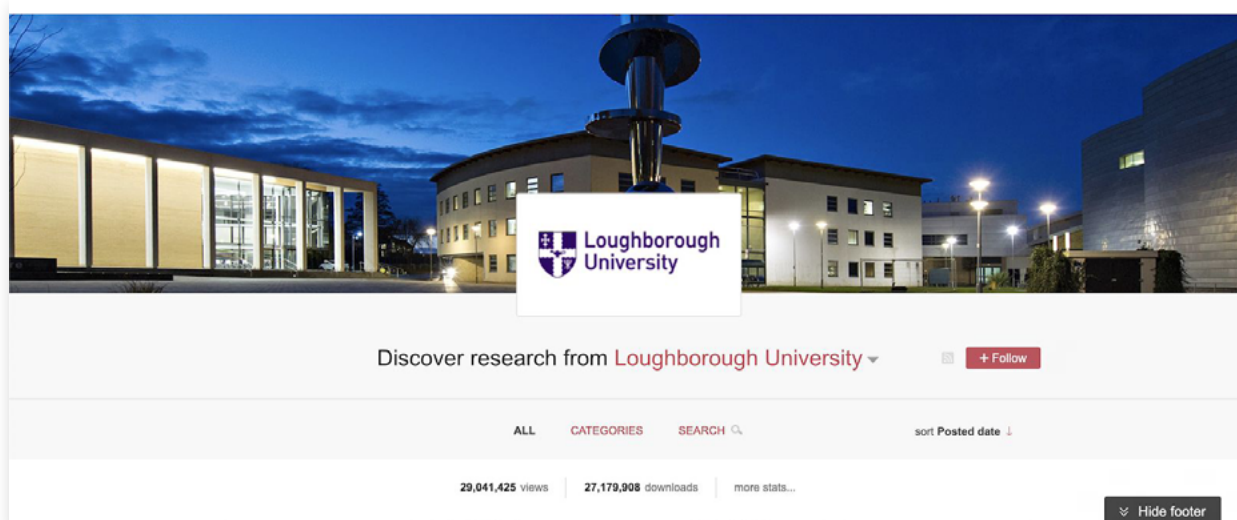 Loughborough
University
Discover research from Loughborough University
+ Follow
ALL CATEGORIES SEARCH
sort Posted date ↓
29,041,425 views 27,179,908 downloads more stats...
Hide footer